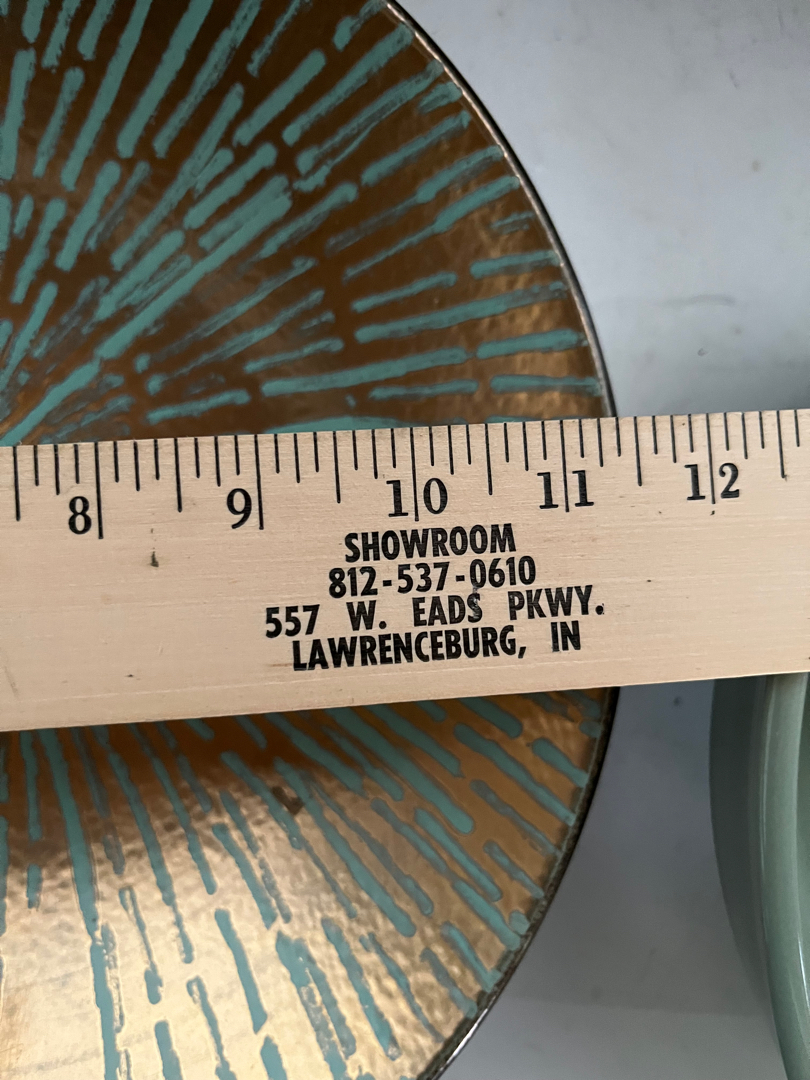 8 9 10 11 12
SHOWROOM
812-537-0610
557 W. EADS PKWY.
LAWRENCEBURG, IN